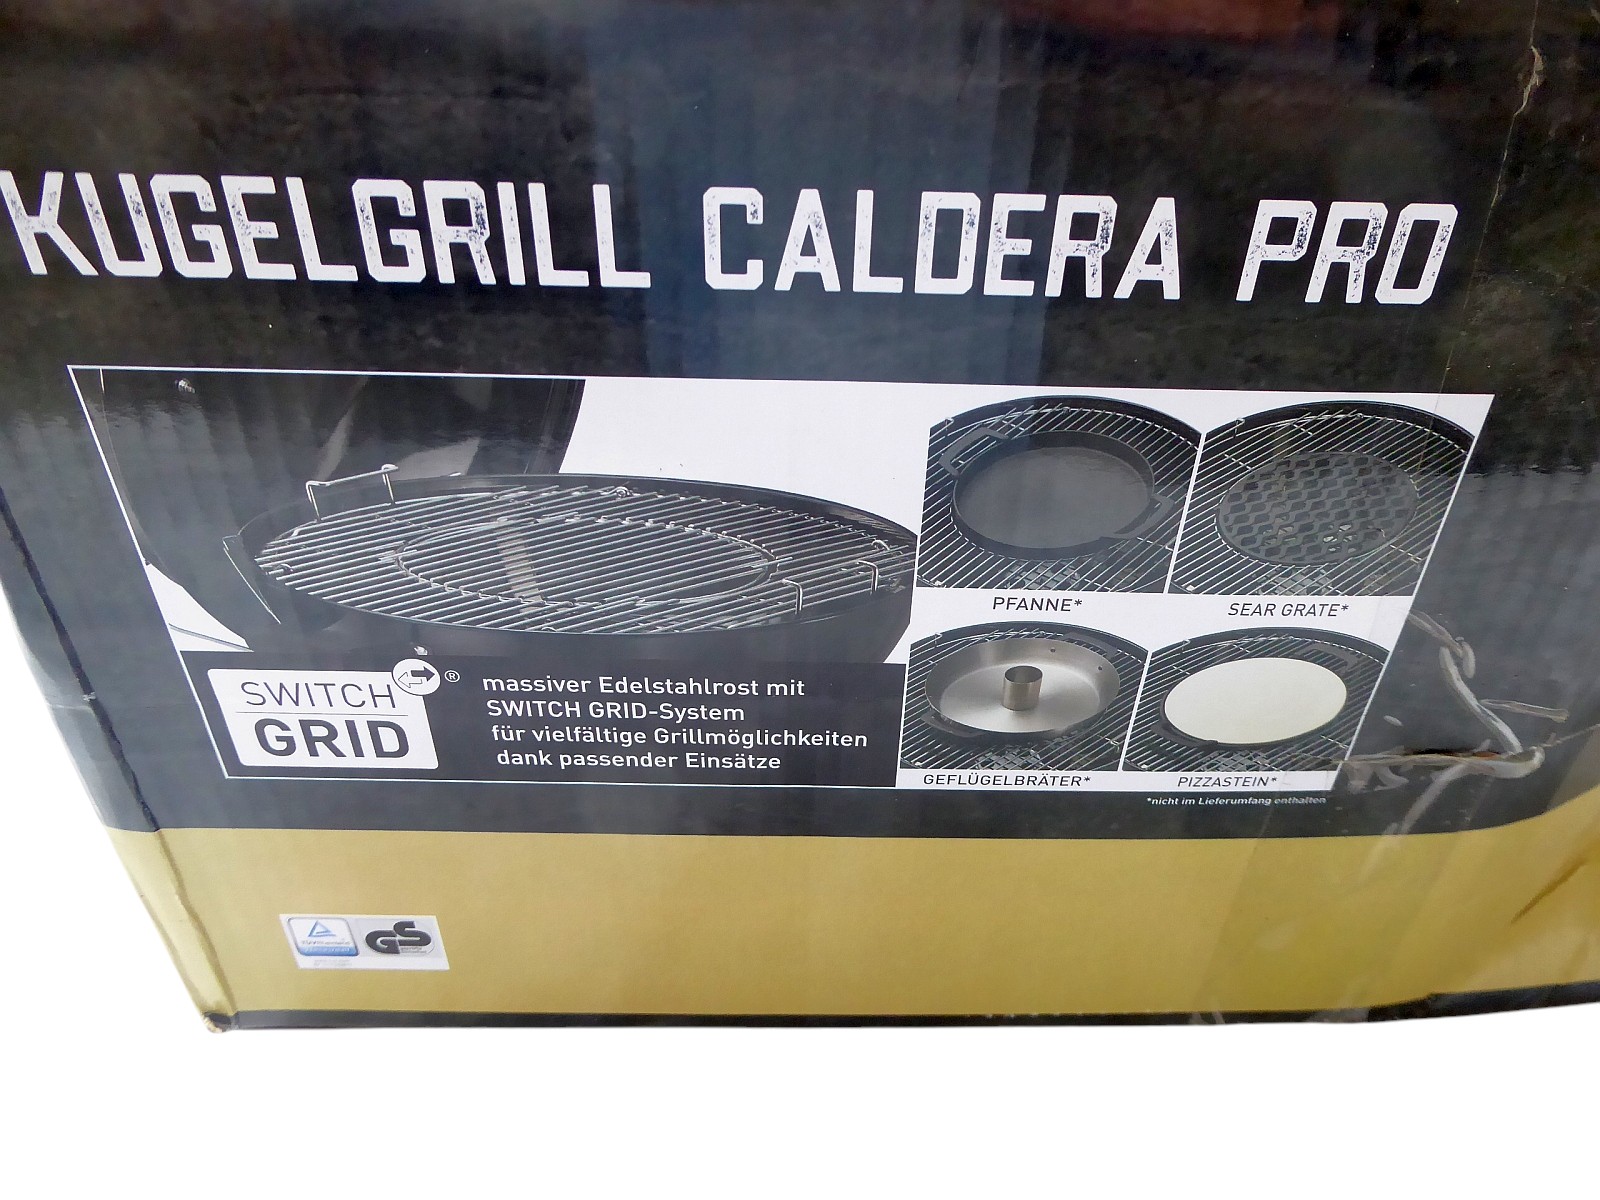 KUGELGRILL CALDERA PRO
PFANNE*
SEAR GRATE*
SWITCH
GRID
®
massiver Edelstahlrost mit
SWITCH GRID-System
für vielfältige Grillmöglichkeiten
dank passender Einsätze
GEFLÜGELBRÄTER*
PIZZASTEIN*
*nicht im Lieferumfang enthalten
GS